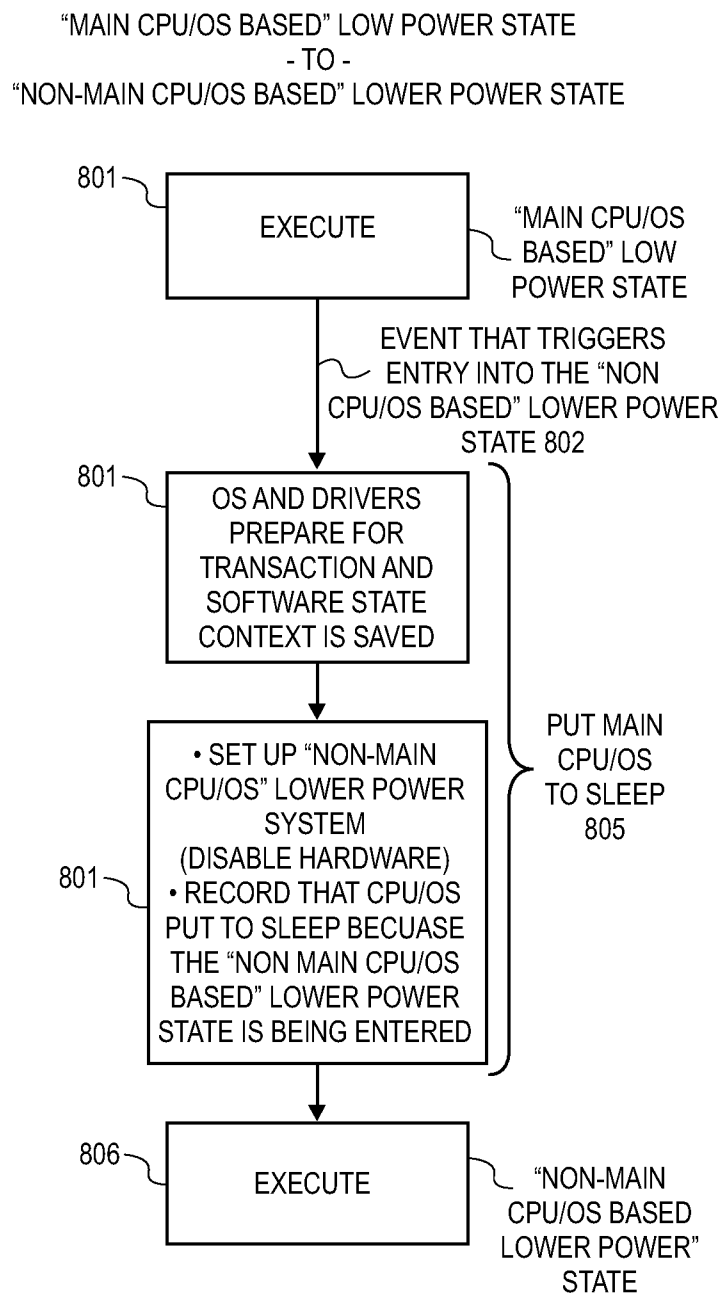 “MAIN CPU/OS BASED” LOW POWER STATE
- TO -
“NON-MAIN CPU/OS BASED” LOWER POWER STATE
801
EXECUTE
“MAIN CPU/OS
BASED” LOW
POWER STATE
EVENT THAT TRIGGERS
ENTRY INTO THE “NON
CPU/OS BASED” LOWER POWER
STATE 802
801
OS AND DRIVERS
PREPARE FOR
TRANSACTION AND
SOFTWARE STATE
CONTEXT IS SAVED
• SET UP “NON-MAIN
CPU/OS” LOWER POWER
SYSTEM
(DISABLE HARDWARE)
• RECORD THAT CPU/OS
PUT TO SLEEP BECUASE
THE “NON MAIN CPU/OS
BASED” LOWER POWER
STATE IS BEING ENTERED
801
PUT MAIN
CPU/OS
TO SLEEP
805
806
EXECUTE
“NON-MAIN
CPU/OS BASED
LOWER POWER”
STATE